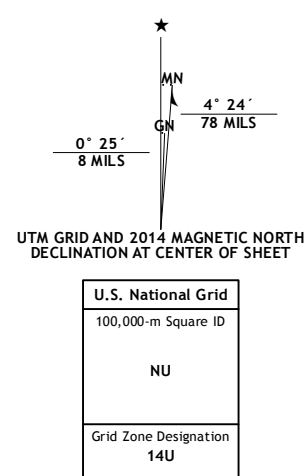 MN
4° 24´
GN
78 MILS
0° 25´
8 MILS
UTM GRID AND 2014 MAGNETIC NORTH
DECLINATION AT CENTER OF SHEET
U.S. National Grid
100,000-m Square ID
NU
Grid Zone Designation
14U